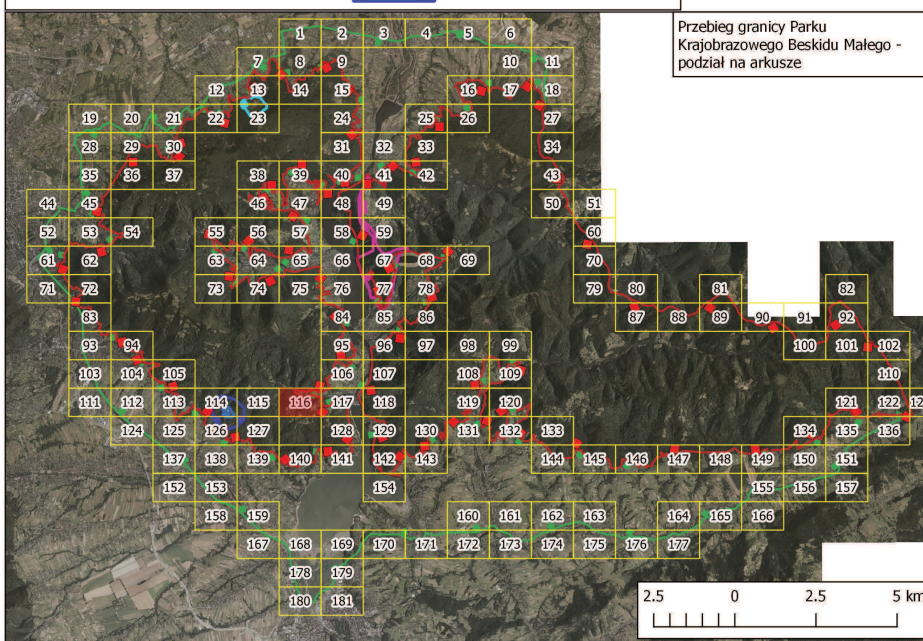 Przebieg granicy Parku
Krajobrazowego Beskidu Małego -
podział na arkusze
1 2 3 4 5 6
7 8 9 10 11
12 13 14 15 16 17 18
19 20 21 22 23 24 25 26 27
28 29 30 31 32 33 34
35 36 37 38 39 40 41 42 43
44 45 46 47 48 49 50 51
52 53 54 55 56 57 58 59 60
61 62 63 64 65 66 67 68 69 70
71 72 73 74 75 76 77 78 79 80 81 82
83 84 85 86 87 88 89 90 91 92
93 94 95 96 97 98 99 100 101 102
103 104 105 106 107 108 109 110
111 112 113 114 115 116 117 118 119 120 121 122
124 125 126 127 128 129 130 131 132 133 134 135 136
137 138 139 140 141 142 143 144 145 146 147 148 149 150 151
152 153 154 155 156 157
158 159 160 161 162 163 164 165 166
167 168 169 170 171 172 173 174 175 176 177
178 179
180 181
2.5 0 2.5 5 km